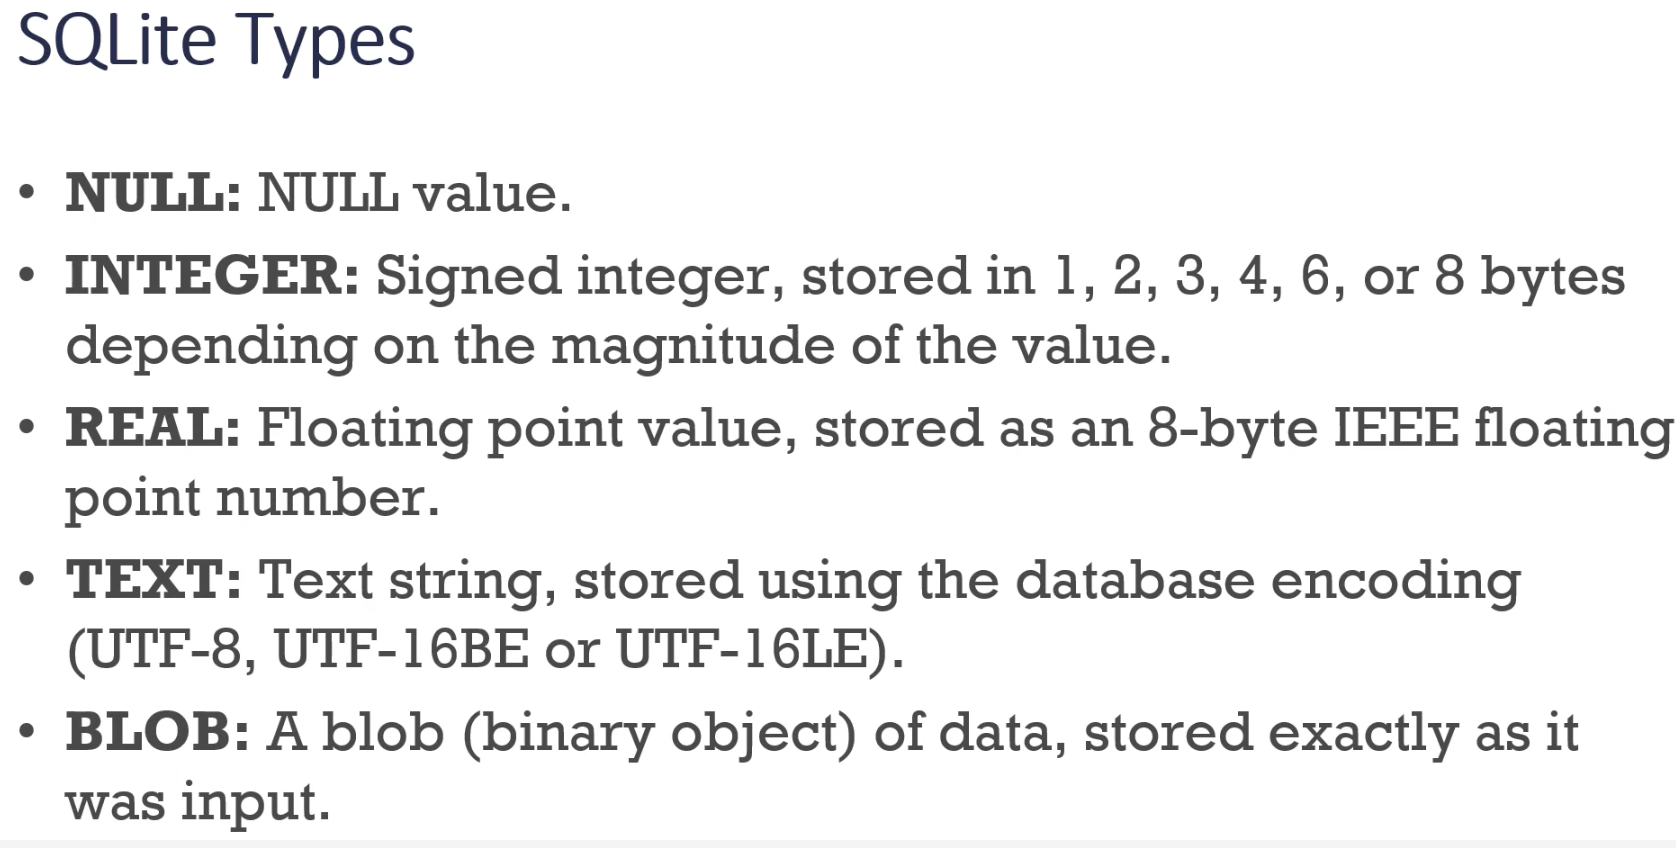 SQLite Types
• NULL: NULL value.
• INTEGER: Signed integer, stored in 1, 2, 3, 4, 6, or 8 bytes
depending on the magnitude of the value.
• REAL: Floating point value, stored as an 8-byte IEEE floating
point number.
• TEXT: Text string, stored using the database encoding
(UTF-8, UTF-16BE or UTF-16LE).
• BLOB: A blob (binary object) of data, stored exactly as it
was input.